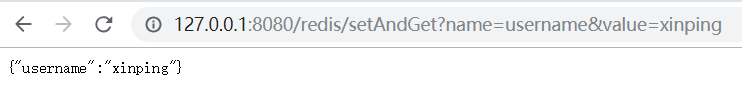 127.0.0.1:8080/redis/setAndGet?name=username&value=xinping
{"username":"xinping"}